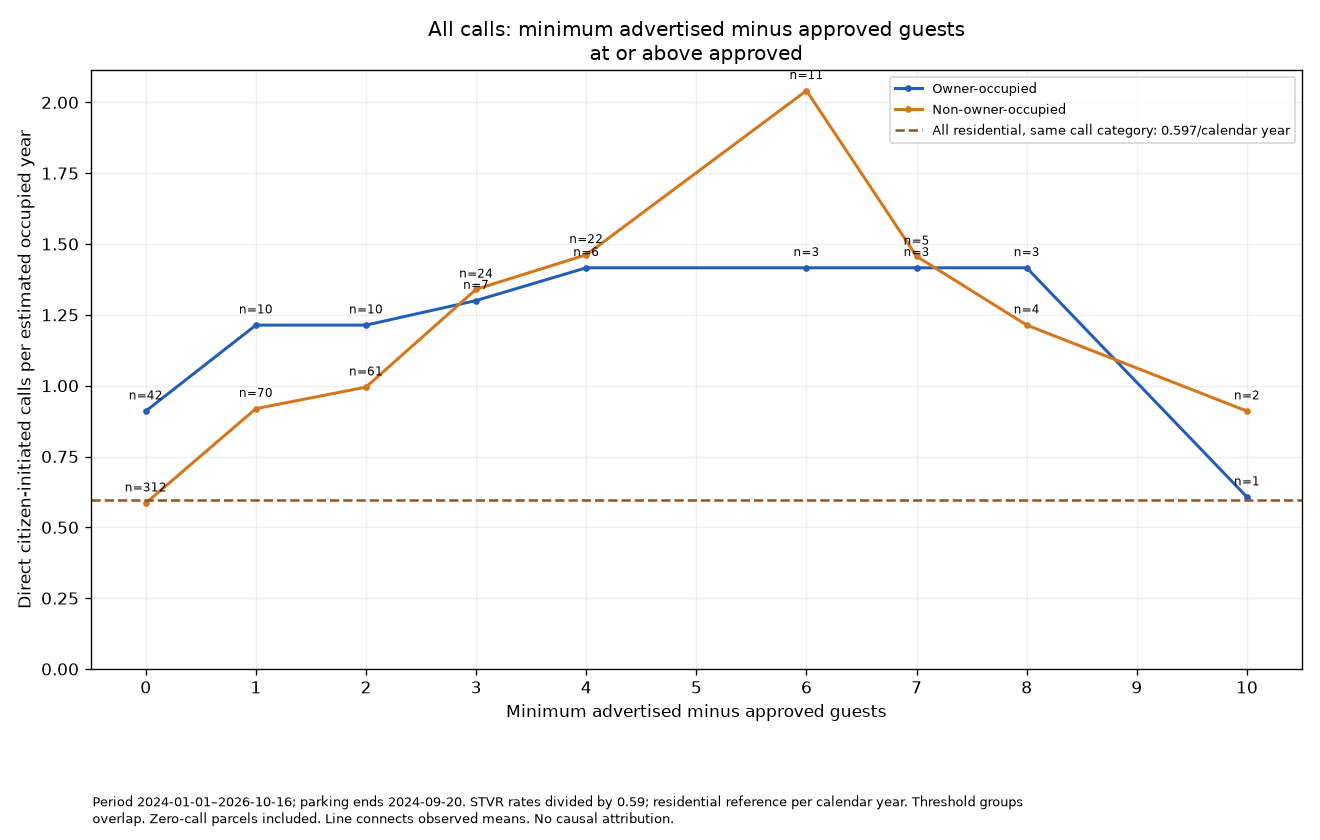 All calls: minimum advertised minus approved guests
at or above approved
Direct citizen-initiated calls per estimated occupied year
2.00
1.75
1.50
1.25
1.00
0.75
0.50
0.25
0.00
Owner-occupied
Non-owner-occupied
All residential, same call category: 0.597/calendar year
n=11
n=22
n=6
n=3
n=5
n=3
n=3
n=24
n=7
n=10
n=10
n=4
n=42
n=70
n=61
n=2
n=312
n=1
0 1 2 3 4 5 6 7 8 9 10
Minimum advertised minus approved guests
Period 2024-01-01–2026-10-16; parking ends 2024-09-20. STVR rates divided by 0.59; residential reference per calendar year. Threshold groups
overlap. Zero-call parcels included. Line connects observed means. No causal attribution.